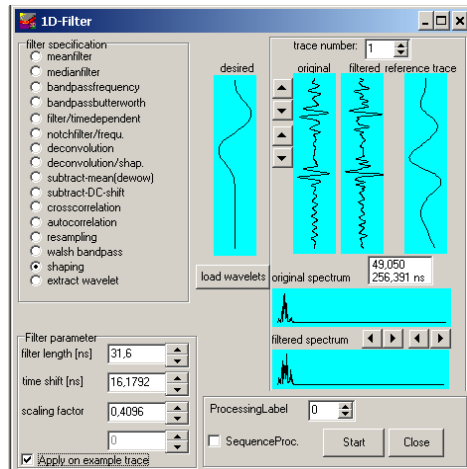 1D-Filter
filter specification
meanfilter
medianfilter
bandpassfrequency
bandpassbutterworth
filter/timedependent
notchfilter/frequ.
deconvolution
deconvolution/shap.
subtract-mean(dewow)
subtract-DC-shift
crosscorrelation
autocorrelation
resampling
walsh bandpass
shaping
extract wavelet
trace number: 1
desired original filtered reference trace
load wavelets
original spectrum
49,050
256,391 ns
filtered spectrum
Filter parameter
filter length [ns] 31,6
time shift [ns] 16,1792
scaling factor 0,4096
0
Apply on example trace
ProcessingLabel 0
SequenceProc. Start Close